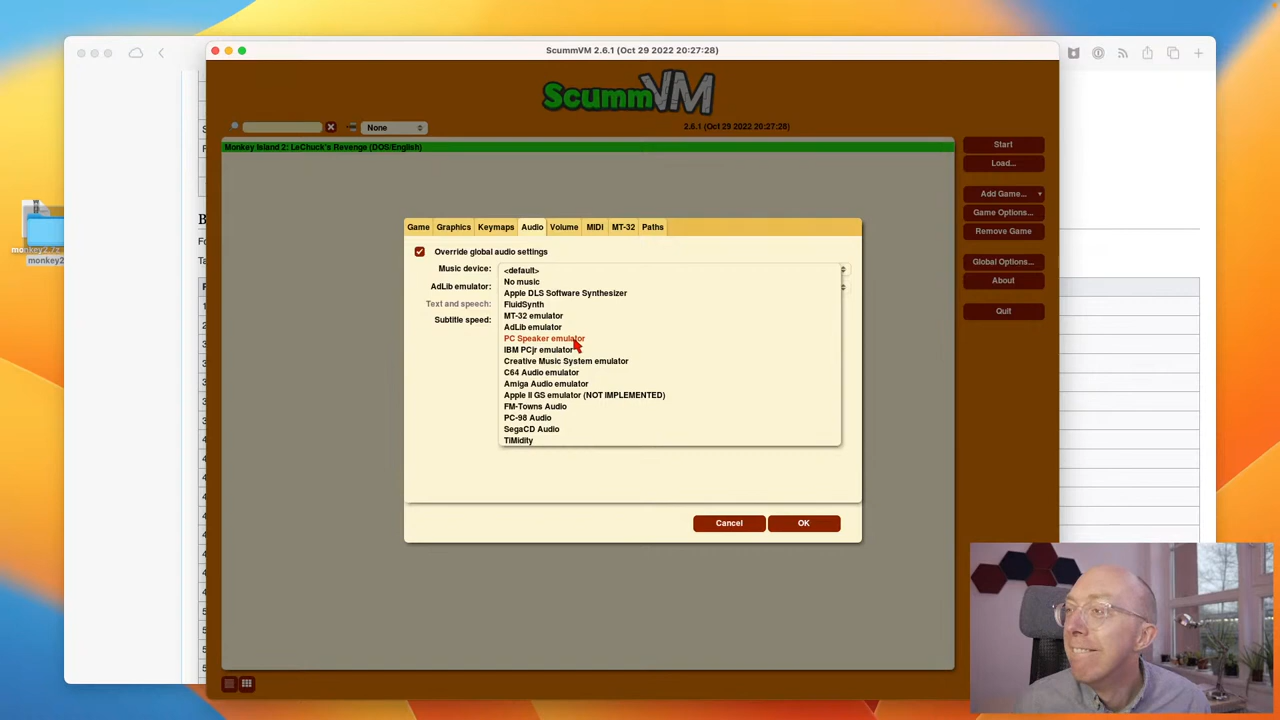 ScummVM 2.6.1 (Oct 29 2022 20:27:28)
ScummVM
None
2.6.1 (Oct 29 2022 20:27:28)
Monkey Island 2: LeChuck's Revenge (DOS/English)
Start
Load...
Add Game...
Game Options...
Remove Game
Global Options...
About
Quit
Game Graphics Keymaps Audio Volume MIDI MT-32 Paths
Override global audio settings
Music device:
AdLib emulator:
Text and speech:
Subtitle speed:
<default>
No music
Apple DLS Software Synthesizer
FluidSynth
MT-32 emulator
AdLib emulator
PC Speaker emulator
IBM PCjr emulator
Creative Music System emulator
C64 Audio emulator
Amiga Audio emulator
Apple II GS emulator (NOT IMPLEMENTED)
FM-Towns Audio
PC-98 Audio
SegaCD Audio
TiMidity
Cancel OK
monkey2.7z
monkey2